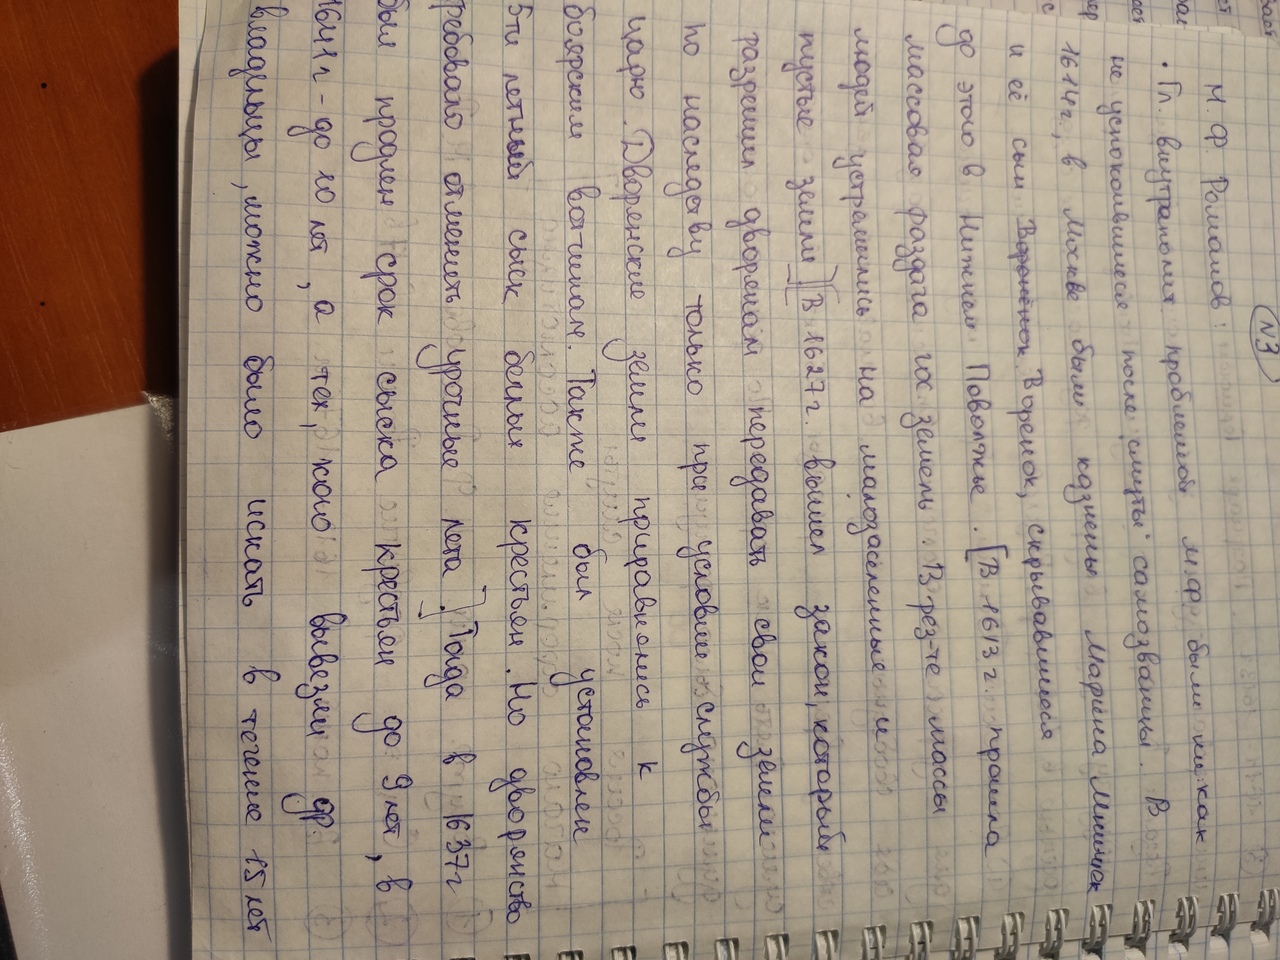 №3
М. Ф. Романов:
• Гл. внутраполит. проблемой М.Ф. были ни как
не успокоившиеся после "смуты" самозванцы. В
1614г., в Москве были казнены Марина Мнишек
и её сын Воронёнок Воренок, скрывавшиеся
до этого в Нижнем Поволжье. [В 1613г. прошла
массовая раздача гос. земель. В рез-те массы
людей устремились на малозаселенные и
пустые земли] [В 1627г. вышел закон, который
разрешил дворянам передавать свои земли
по наследству только при условии службы
царю. Дворянские земли приравнялись к
боярским вотчинам. Также был установлен
5ти летный сыск беглых крестьян. Но дворянство
ребовало отменить урочные лета.] Тогда в 1637г
был продлен срок сыска крестьян до 9 лет, в
1641г - до 10 лет, а тех, кого вывезли др.
владельцы, можно было искать в течение 15 лет